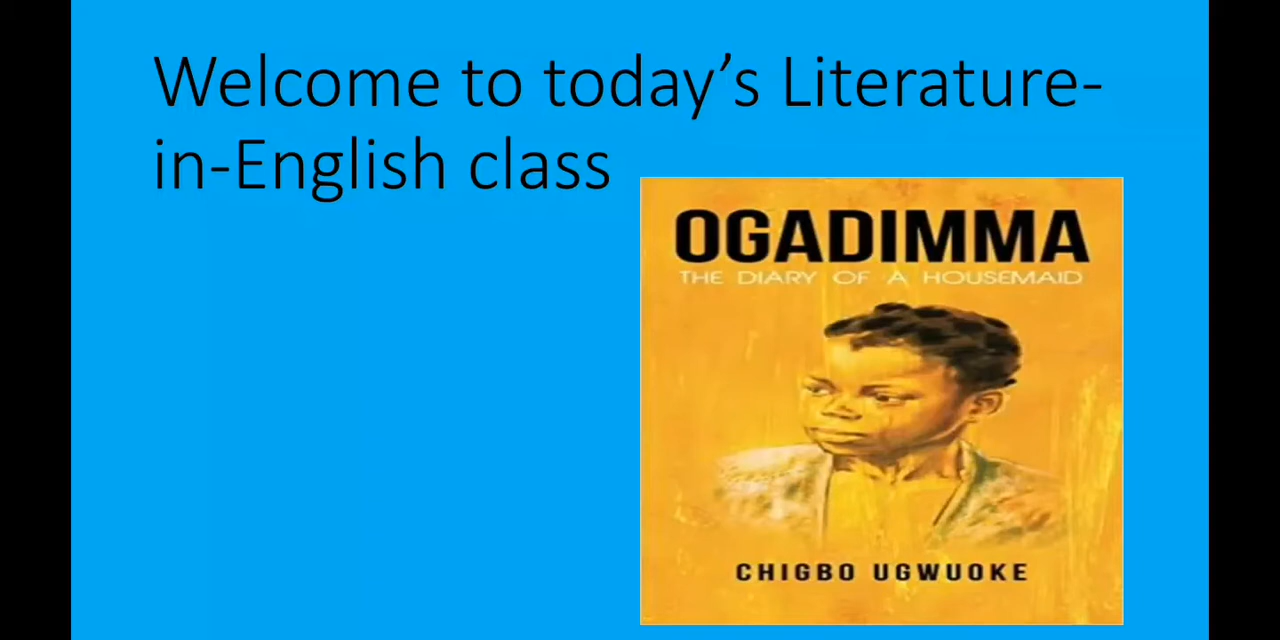 Welcome to today’s Literature-
in-English class
OGADIMMA
THE DIARY OF A HOUSEMAID
CHIGBO UGWUOKE